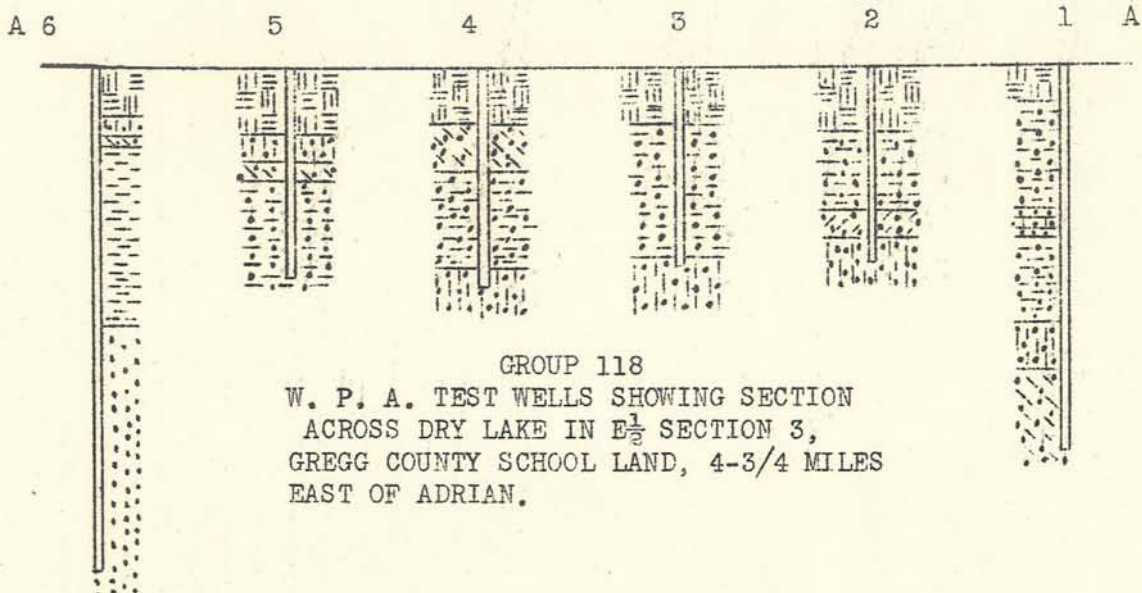 A 6 5 4 3 2 1 A
GROUP 118
W. P. A. TEST WELLS SHOWING SECTION
ACROSS DRY LAKE IN E½ SECTION 3,
GREGG COUNTY SCHOOL LAND, 4-3/4 MILES
EAST OF ADRIAN.